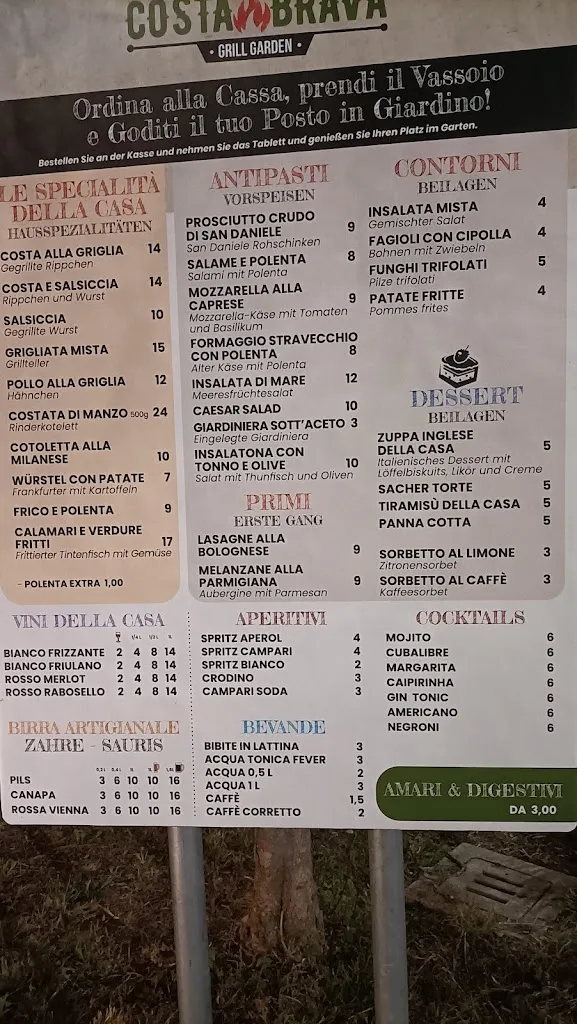 COSTA BRAVA
• GRILL GARDEN •
Ordina alla Cassa, prendi il Vassoio
e Goditi il tuo Posto in Giardino!
Bestellen Sie an der Kasse und nehmen Sie das Tablett und genießen Sie Ihren Platz im Garten.
LE SPECIALITÀ
DELLA CASA
HAUSSPEZIALITÄTEN
COSTA ALLA GRIGLIA 14
Gegrillte Rippchen
COSTA E SALSICCIA 14
Rippchen und Wurst
SALSICCIA 10
Gegrillte Wurst
GRIGLIATA MISTA 15
Grillteller
POLLO ALLA GRIGLIA 12
Hähnchen
COSTATA DI MANZO 500g 24
Rinderkotelett
COTOLETTA ALLA
MILANESE 10
WÜRSTEL CON PATATE 7
Frankfurter mit Kartoffeln
FRICO E POLENTA 9
CALAMARI E VERDURE
FRITTI 17
Frittierter Tintenfisch mit Gemüse
- POLENTA EXTRA 1,00
ANTIPASTI
VORSPEISEN
PROSCIUTTO CRUDO
DI SAN DANIELE 9
San Daniele Rohschinken
SALAME E POLENTA 8
Salami mit Polenta
MOZZARELLA ALLA
CAPRESE 9
Mozzarella-Käse mit Tomaten
und Basilikum
FORMAGGIO STRAVECCHIO
CON POLENTA 8
Alter Käse mit Polenta
INSALATA DI MARE 12
Meeresfrüchtesalat
CAESAR SALAD 10
GIARDINIERA SOTT'ACETO 3
Eingelegte Giardiniera
INSALATONA CON
TONNO E OLIVE 10
Salat mit Thunfisch und Oliven
PRIMI
ERSTE GANG
LASAGNE ALLA
BOLOGNESE 9
MELANZANE ALLA
PARMIGIANA 9
Aubergine mit Parmesan
CONTORNI
BEILAGEN
INSALATA MISTA 4
Gemischter Salat
FAGIOLI CON CIPOLLA 4
Bohnen mit Zwiebeln
FUNGHI TRIFOLATI 5
Pilze trifolati
PATATE FRITTE 4
Pommes frites
DESSERT
BEILAGEN
ZUPPA INGLESE
DELLA CASA 5
Italienisches Dessert mit
Löffelbiskuits, Likör und Creme
SACHER TORTE 5
TIRAMISÙ DELLA CASA 5
PANNA COTTA 5
SORBETTO AL LIMONE 3
Zitronensorbet
SORBETTO AL CAFFÈ 3
Kaffeesorbet
VINI DELLA CASA
1/4 L 1/2 L 1L
BIANCO FRIZZANTE 2 4 8 14
BIANCO FRIULANO 2 4 8 14
ROSSO MERLOT 2 4 8 14
ROSSO RABOSELLO 2 4 8 14
BIRRA ARTIGIANALE
ZAHRE - SAURIS
0,2 L 0,4 L 1L 1L 1,5L
PILS 3 6 10 10 16
CANAPA 3 6 10 10 16
ROSSA VIENNA 3 6 10 10 16
APERITIVI
SPRITZ APEROL 4
SPRITZ CAMPARI 4
SPRITZ BIANCO 2
CRODINO 3
CAMPARI SODA 3
BEVANDE
BIBITE IN LATTINA 3
ACQUA TONICA FEVER 3
ACQUA 0,5 L 2
ACQUA 1 L 3
CAFFÈ 1,5
CAFFÈ CORRETTO 2
COCKTAILS
MOJITO 6
CUBALIBRE 6
MARGARITA 6
CAIPIRINHA 6
GIN TONIC 6
AMERICANO 6
NEGRONI 6
AMARI & DIGESTIVI
DA 3,00